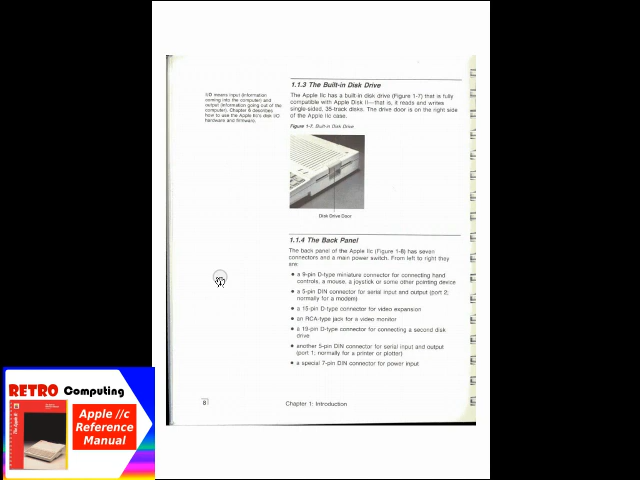 1.1.3 The Built-in Disk Drive
I/O means input (information
coming into the computer) and
output (information going out of the
computer). Chapter 6 describes
how to use the Apple IIc's disk I/O
hardware and firmware.
The Apple IIc has a built-in disk drive (Figure 1-7) that is fully
compatible with Apple Disk II—that is, it reads and writes
single-sided, 35-track disks. The drive door is on the right side
of the Apple IIc case.
Figure 1-7. Built-in Disk Drive
Disk Drive Door
1.1.4 The Back Panel
The back panel of the Apple IIc (Figure 1-8) has seven
connectors and a main power switch. From left to right they
are:
● a 9-pin D-type miniature connector for connecting hand
controls, a mouse, a joystick or some other pointing device
● a 5-pin DIN connector for serial input and output (port 2;
normally for a modem)
● a 15-pin D-type connector for video expansion
● an RCA-type jack for a video monitor
● a 19-pin D-type connector for connecting a second disk
drive
● another 5-pin DIN connector for serial input and output
(port 1; normally for a printer or plotter)
● a special 7-pin DIN connector for power input
8
Chapter 1: Introduction
RETRO Computing
Apple //c
Reference
Manual
The Apple II